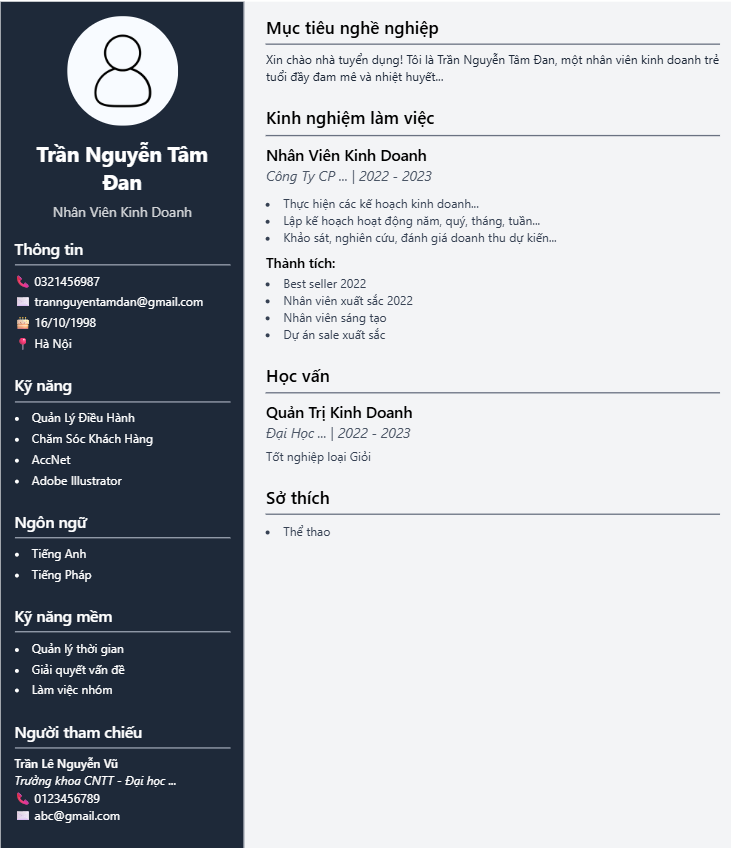 Trần Nguyễn Tâm
Đan
Nhân Viên Kinh Doanh
Thông tin
0321456987
trannguyentamdan@gmail.com
16/10/1998
Hà Nội
Kỹ năng
• Quản Lý Điều Hành
• Chăm Sóc Khách Hàng
• AccNet
• Adobe Illustrator
Ngôn ngữ
• Tiếng Anh
• Tiếng Pháp
Kỹ năng mềm
• Quản lý thời gian
• Giải quyết vấn đề
• Làm việc nhóm
Người tham chiếu
Trần Lê Nguyễn Vũ
Trưởng khoa CNTT - Đại học ...
0123456789
abc@gmail.com
Mục tiêu nghề nghiệp
Xin chào nhà tuyển dụng! Tôi là Trần Nguyễn Tâm Đan, một nhân viên kinh doanh trẻ
tuổi đầy đam mê và nhiệt huyết...
Kinh nghiệm làm việc
Nhân Viên Kinh Doanh
Công Ty CP ... | 2022 - 2023
• Thực hiện các kế hoạch kinh doanh...
• Lập kế hoạch hoạt động năm, quý, tháng, tuần...
• Khảo sát, nghiên cứu, đánh giá doanh thu dự kiến...
Thành tích:
• Best seller 2022
• Nhân viên xuất sắc 2022
• Nhân viên sáng tạo
• Dự án sale xuất sắc
Học vấn
Quản Trị Kinh Doanh
Đại Học ... | 2022 - 2023
Tốt nghiệp loại Giỏi
Sở thích
• Thể thao